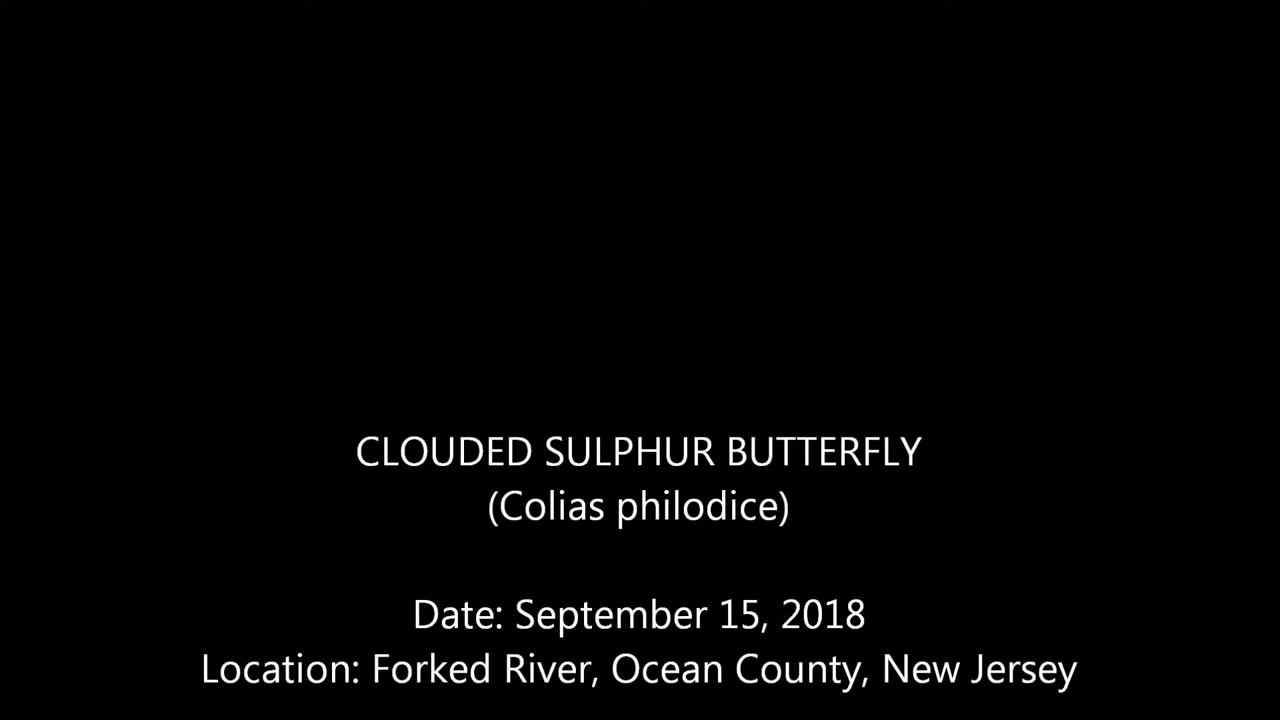 CLOUDED SULPHUR BUTTERFLY
(Colias philodice)
Date: September 15, 2018
Location: Forked River, Ocean County, New Jersey